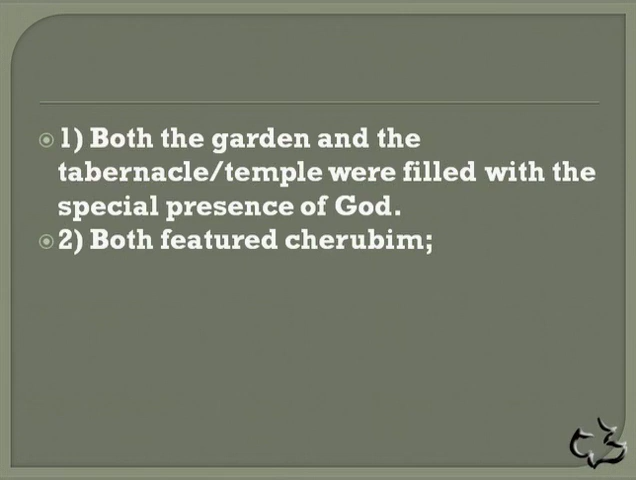 1) Both the garden and the
tabernacle/temple were filled with the
special presence of God.
2) Both featured cherubim;